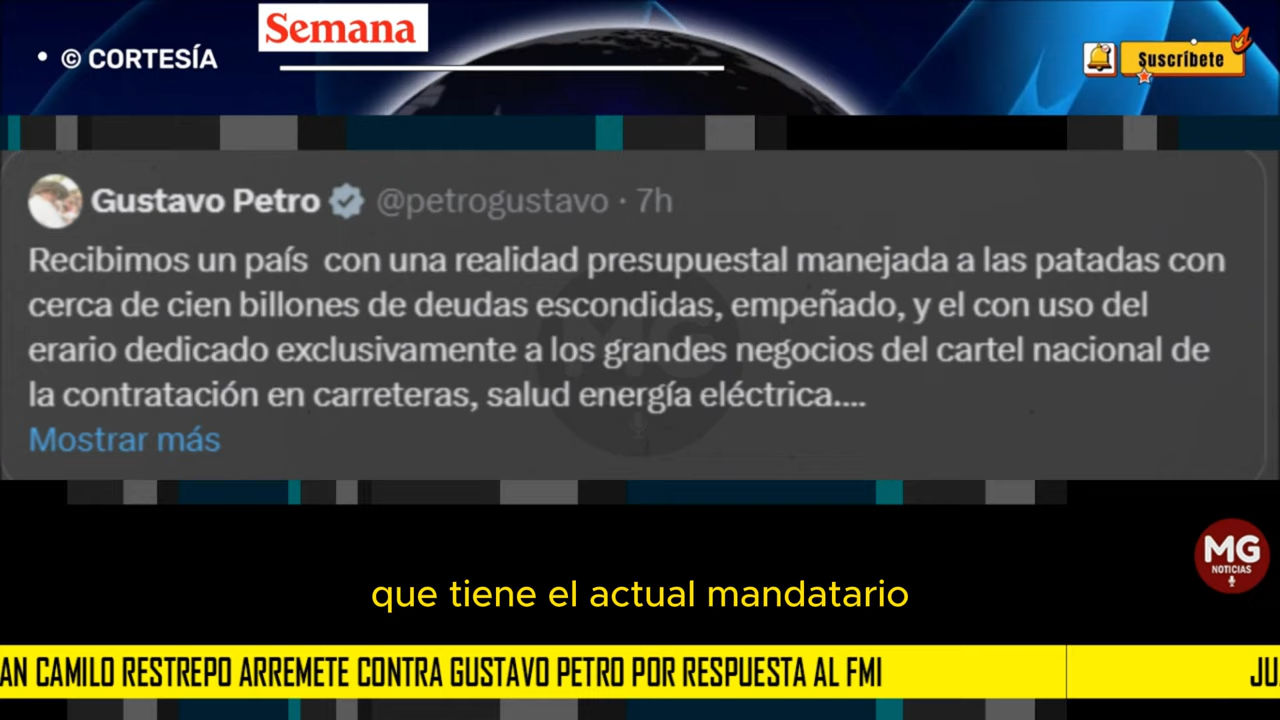 Semana
• © CORTESÍA
Suscríbete
Gustavo Petro @petrogustavo · 7h
Recibimos un país con una realidad presupuestal manejada a las patadas con
cerca de cien billones de deudas escondidas, empeñado, y el con uso del
erario dedicado exclusivamente a los grandes negocios del cartel nacional de
la contratación en carreteras, salud energía eléctrica....
Mostrar más
MG
MG
NOTICIAS
que tiene el actual mandatario
AN CAMILO RESTREPO ARREMETE CONTRA GUSTAVO PETRO POR RESPUESTA AL FMI
JU